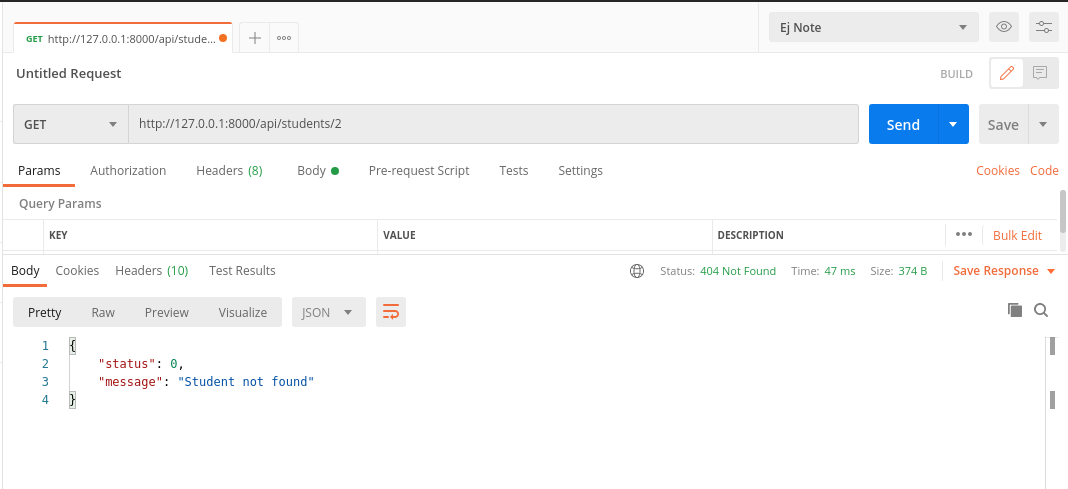 GET http://127.0.0.1:8000/api/stude...
Ej Note
Untitled Request
BUILD
GET
http://127.0.0.1:8000/api/students/2
Send
Save
Params Authorization Headers (8) Body Pre-request Script Tests Settings Cookies Code
Query Params
KEY VALUE DESCRIPTION Bulk Edit
Body Cookies Headers (10) Test Results Status: 404 Not Found Time: 47 ms Size: 374 B Save Response
Pretty Raw Preview Visualize JSON
1 {
2 "status": 0,
3 "message": "Student not found"
4 }